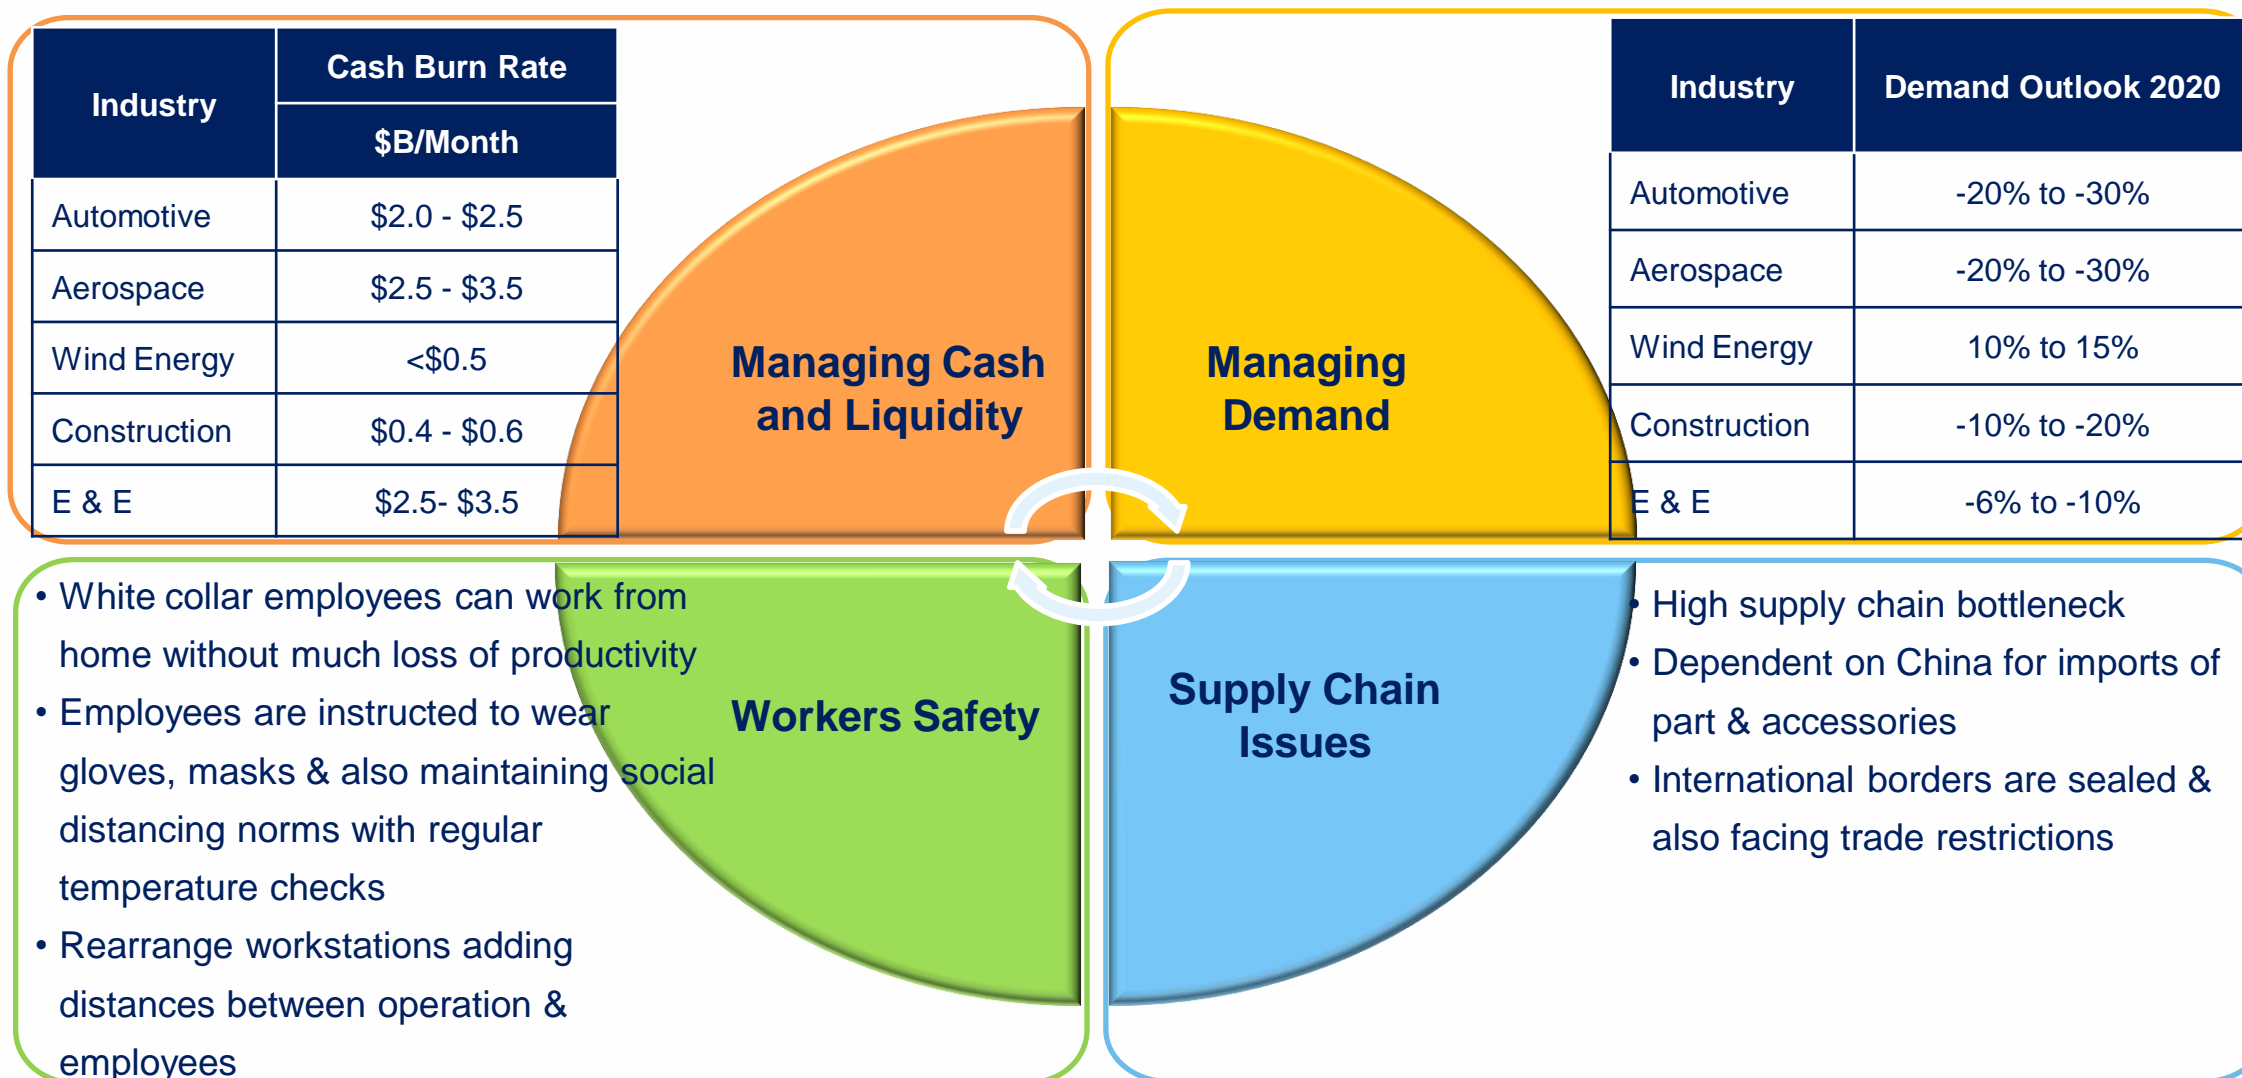 Industry
Cash Burn Rate
$B/Month
Automotive $2.0 - $2.5
Aerospace $2.5 - $3.5
Wind Energy <$0.5
Construction $0.4 - $0.6
E & E $2.5- $3.5
Managing Cash
and Liquidity
Managing
Demand
Industry Demand Outlook 2020
Automotive -20% to -30%
Aerospace -20% to -30%
Wind Energy 10% to 15%
Construction -10% to -20%
E & E -6% to -10%
• White collar employees can work from
home without much loss of productivity
• Employees are instructed to wear
gloves, masks & also maintaining social
distancing norms with regular
temperature checks
• Rearrange workstations adding
distances between operation &
employees
Workers Safety
Supply Chain
Issues
• High supply chain bottleneck
• Dependent on China for imports of
part & accessories
• International borders are sealed &
also facing trade restrictions